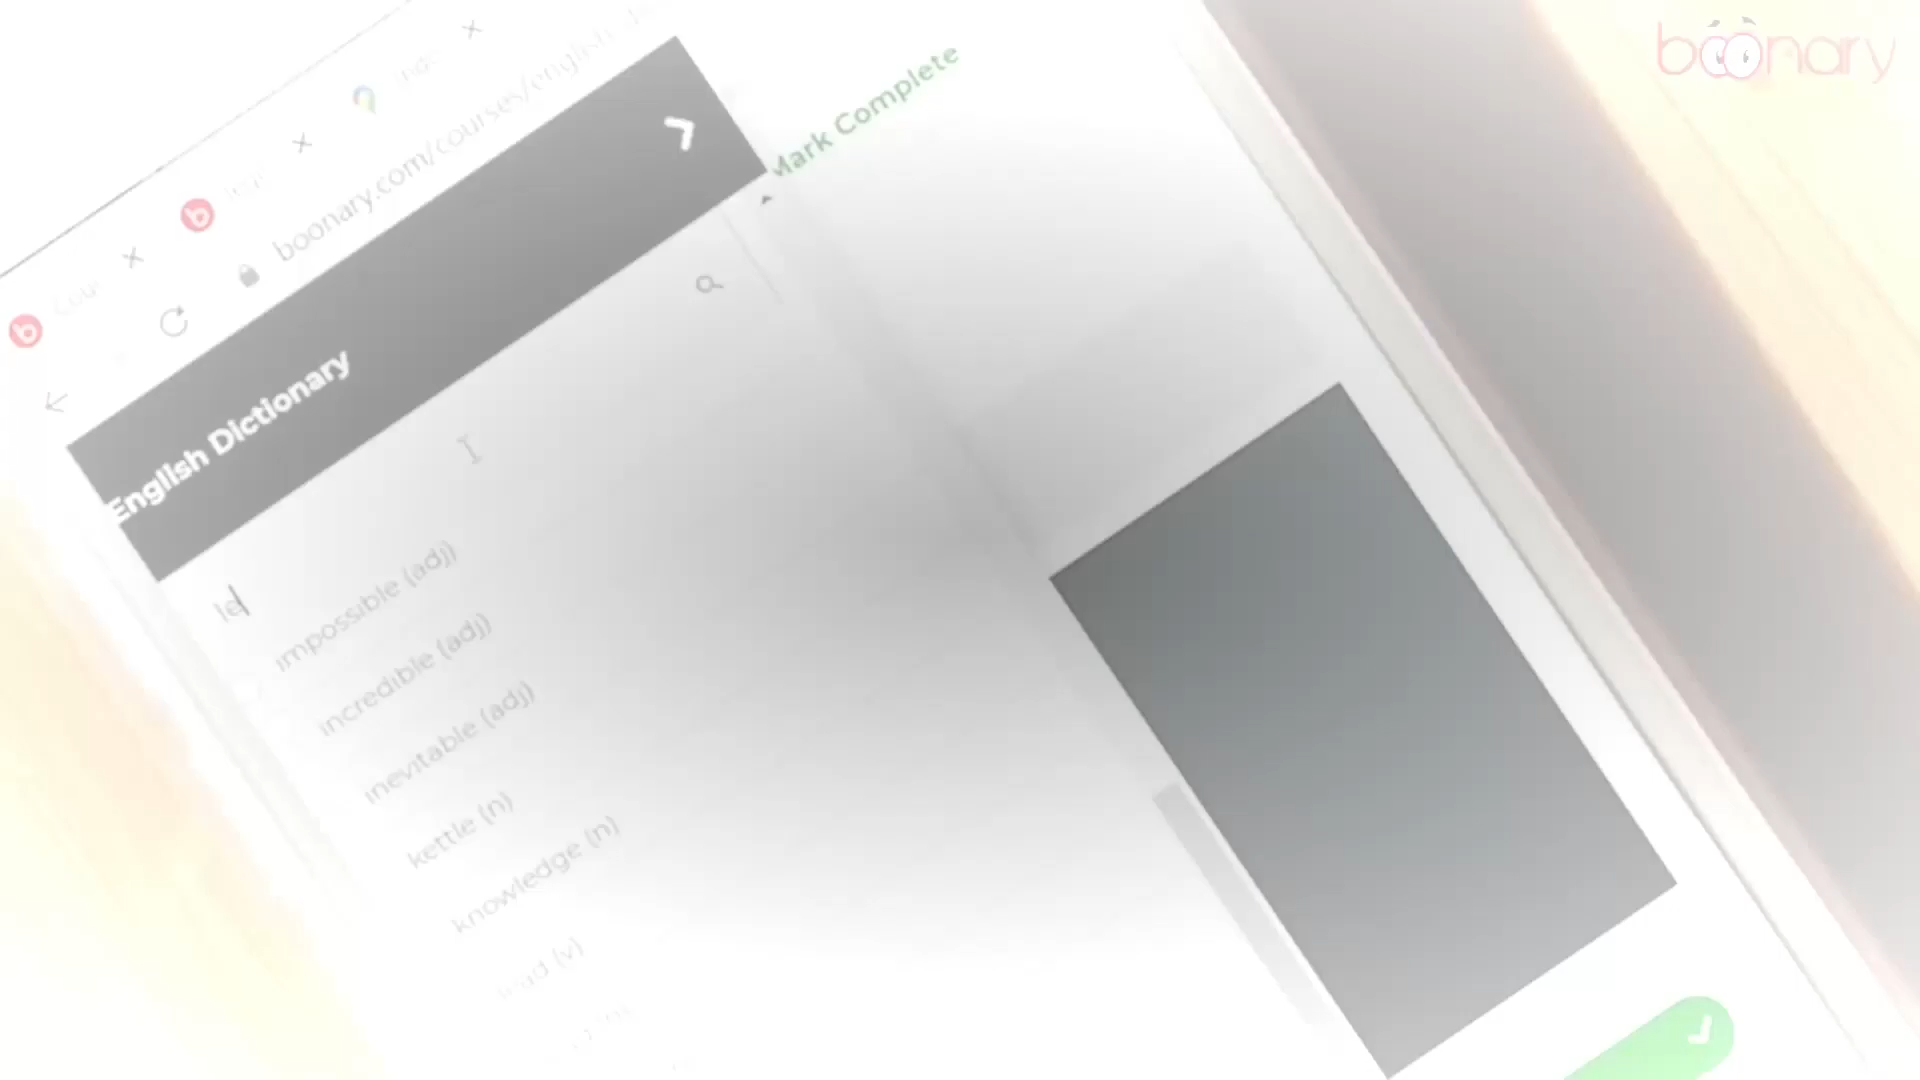 boonary
boonary.com/courses/english
Mark Complete
English Dictionary
le
impossible (adj)
incredible (adj)
inevitable (adj)
kettle (n)
knowledge (n)
(v)